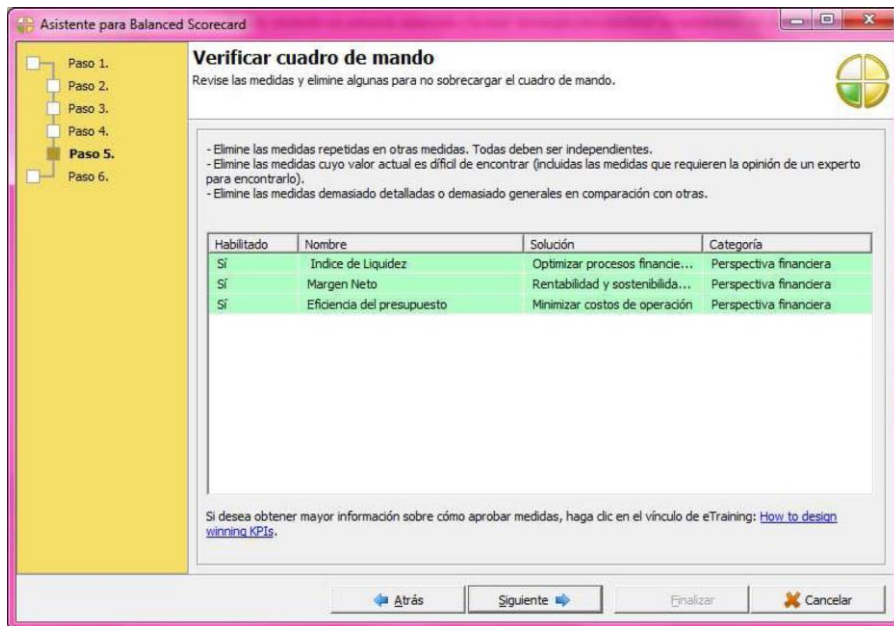 Asistente para Balanced Scorecard
Paso 1.
Paso 2.
Paso 3.
Paso 4.
Paso 5.
Paso 6.
Verificar cuadro de mando
Revise las medidas y elimine algunas para no sobrecargar el cuadro de mando.
- Elimine las medidas repetidas en otras medidas. Todas deben ser independientes.
- Elimine las medidas cuyo valor actual es difícil de encontrar (incluidas las medidas que requieren la opinión de un experto
para encontrarlo).
- Elimine las medidas demasiado detalladas o demasiado generales en comparación con otras.
Habilitado Nombre Solución Categoría
Sí Indice de Liquidez Optimizar procesos financie... Perspectiva financiera
Sí Margen Neto Rentabilidad y sostenibilida... Perspectiva financiera
Sí Eficiencia del presupuesto Minimizar costos de operación Perspectiva financiera
Si desea obtener mayor información sobre cómo aprobar medidas, haga clic en el vínculo de eTraining: How to design
winning KPIs.
Atrás Siguiente Finalizar Cancelar